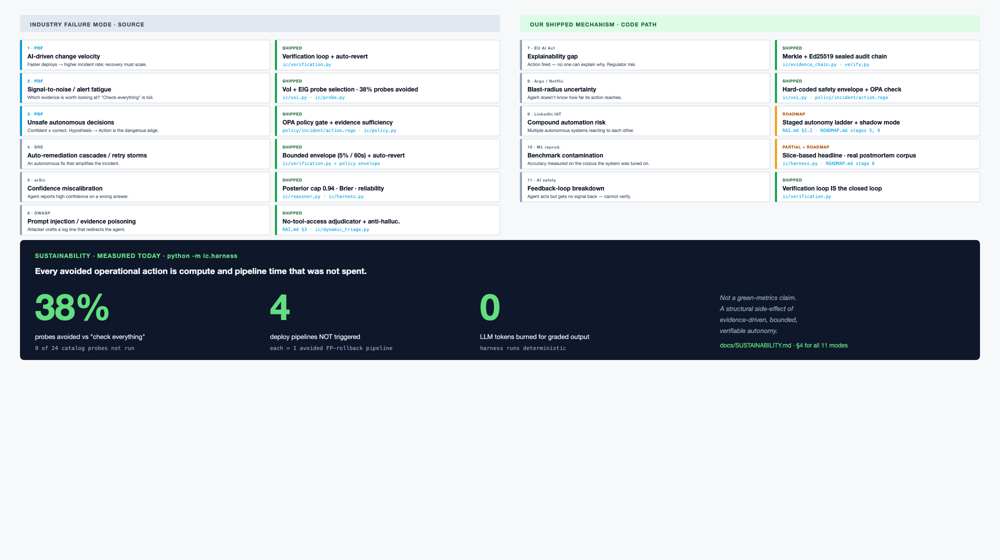 INDUSTRY FAILURE MODE · SOURCE
1 · PDF
AI-driven change velocity
Faster deploys → higher incident rate; recovery must scale.
SHIPPED
Verification loop + auto-revert
ic/verification.py
2 · PDF
Signal-to-noise / alert fatigue
Which evidence is worth looking at? "Check-everything" is toil.
SHIPPED
VoI + EIG probe selection · 38% probes avoided
ic/voi.py · ic/probe.py
3 · PDF
Unsafe autonomous decisions
Confident ≠ correct. Hypothesis → Action is the dangerous edge.
SHIPPED
OPA policy gate + evidence sufficiency
policy/incident/action.rego · ic/policy.py
4 · SRE
Auto-remediation cascades / retry storms
An autonomous fix that amplifies the incident.
SHIPPED
Bounded envelope (5% / 60s) + auto-revert
ic/verification.py + policy envelope
5 · arXiv
Confidence miscalibration
Agent reports high confidence on a wrong answer.
SHIPPED
Posterior cap 0.94 · Brier · reliability
ic/reasoner.py · ic/harness.py
6 · OWASP
Prompt injection / evidence poisoning
Attacker crafts a log line that redirects the agent.
SHIPPED
No-tool-access adjudicator + anti-halluc.
RAI.md §3 · ic/dynamic_triage.py
OUR SHIPPED MECHANISM · CODE PATH
7 · EU AI Act
Explainability gap
Action fired — no one can explain why. Regulator risk.
SHIPPED
Merkle + Ed25519 sealed audit chain
ic/evidence_chain.py · verify.py
8 · Argo / Netflix
Blast-radius uncertainty
Agent doesn't know how far its action reaches.
SHIPPED
Hard-coded safety envelope + OPA check
ic/voi.py · policy/incident/action.rego
9 · LinkedIn IAT
Compound automation risk
Multiple autonomous systems reacting to each other.
ROADMAP
Staged autonomy ladder + shadow mode
RAI.md §2.2 · ROADMAP.md stages 5, 9
10 · ML reprod.
Benchmark contamination
Accuracy measured on the corpus the system was tuned on.
PARTIAL + ROADMAP
Slice-based headline · real postmortem corpus
ic/harness.py · ROADMAP.md stage 8
11 · AI safety
Feedback-loop breakdown
Agent acts but gets no signal back — cannot verify.
SHIPPED
Verification loop IS the closed loop
ic/verification.py
SUSTAINABILITY · MEASURED TODAY · python -m ic.harness
Every avoided operational action is compute and pipeline time that was not spent.
38%
probes avoided vs "check everything"
9 of 24 catalog probes not run
4
deploy pipelines NOT triggered
each = 1 avoided FP-rollback pipeline
0
LLM tokens burned for graded output
harness runs deterministic
Not a green-metrics claim.
A structural side-effect of
evidence-driven, bounded,
verifiable autonomy.
docs/SUSTAINABILITY.md · §4 for all 11 modes